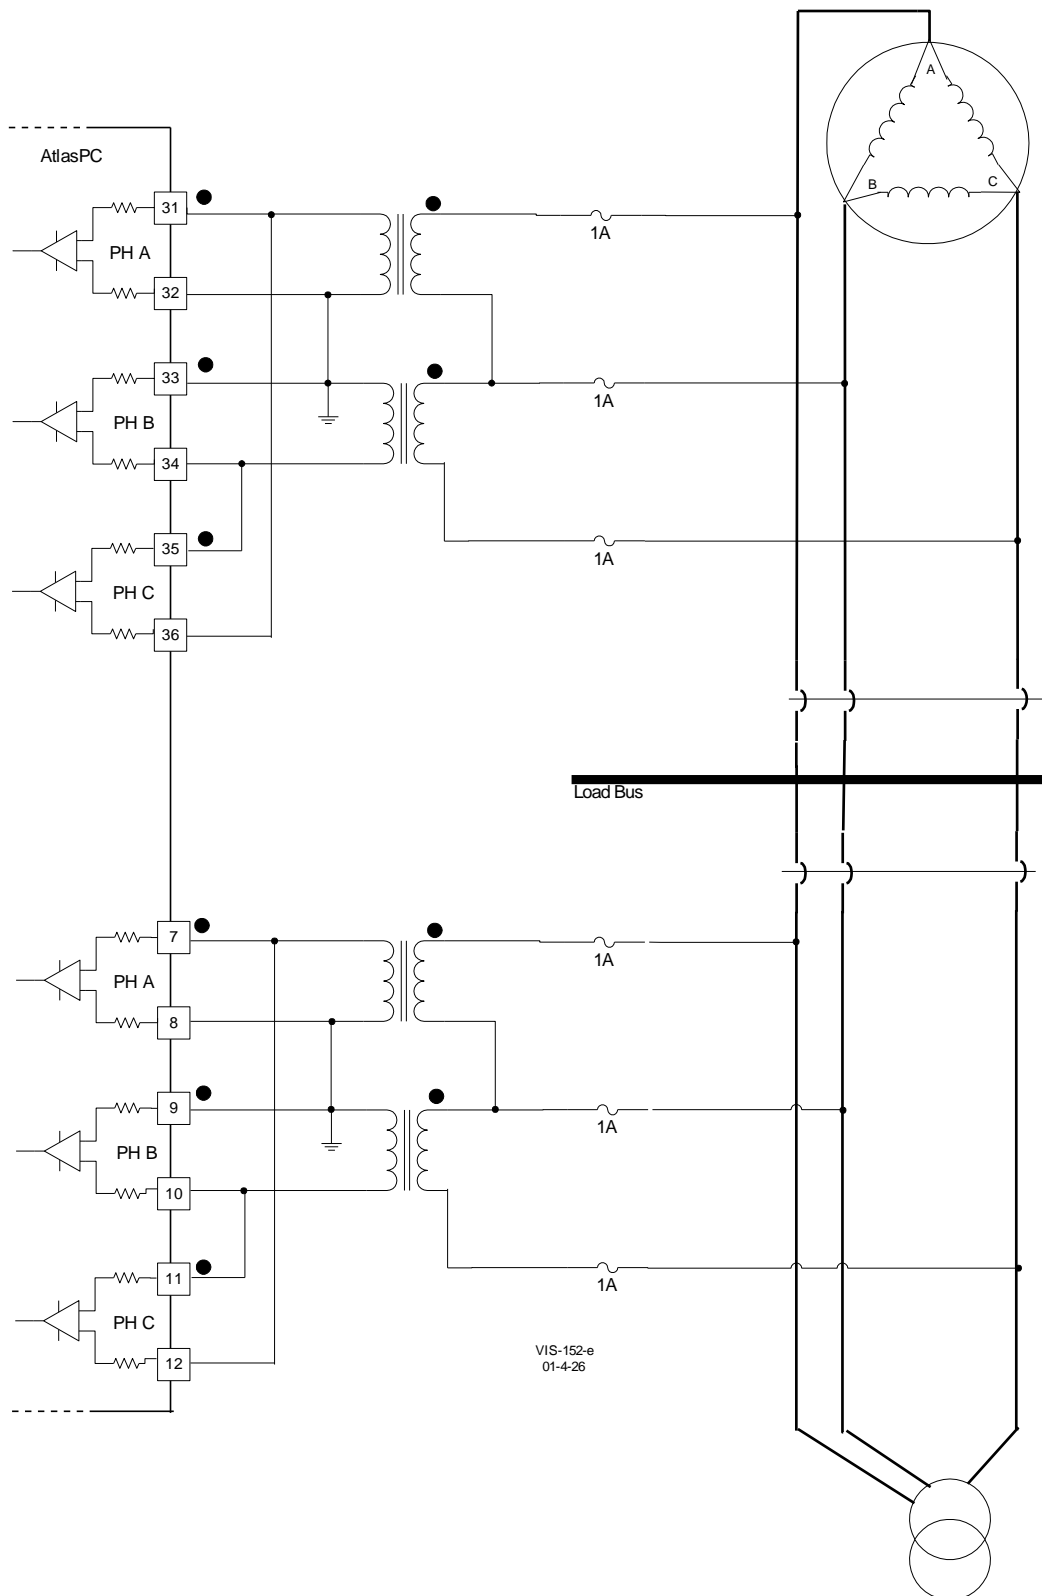 A
B
C
AtlasPC
31
PH A
1A
32
33
PH B
1A
34
35
PH C
1A
36
Load Bus
7
PH A
1A
8
9
PH B
1A
10
11
PH C
1A
12
VIS-152-e
01-4-26